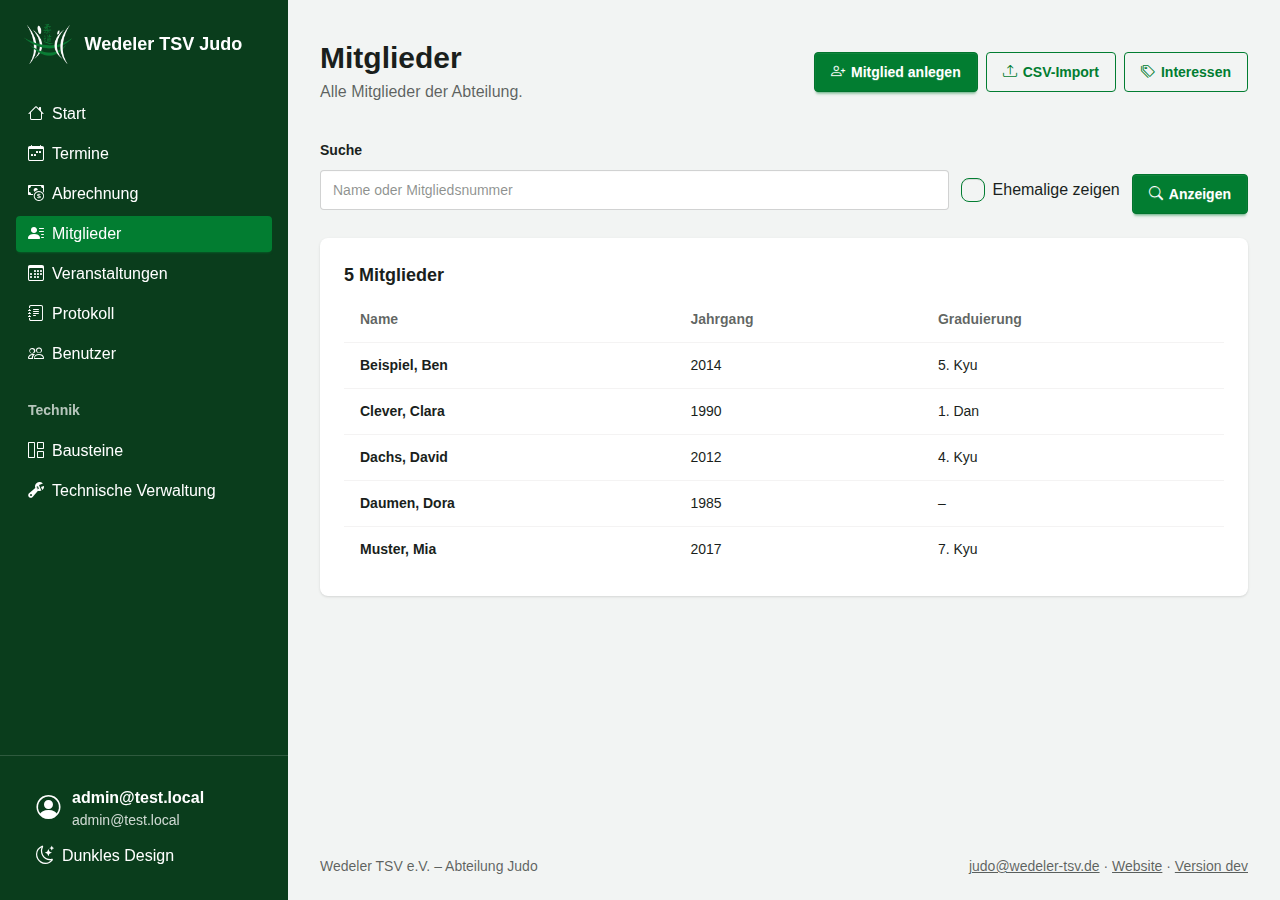 Wedeler TSV Judo
Start
Termine
Abrechnung
Mitglieder
Veranstaltungen
Protokoll
Benutzer
Technik
Bausteine
Technische Verwaltung
admin@test.local
admin@test.local
Dunkles Design
Mitglieder
Alle Mitglieder der Abteilung.
Mitglied anlegen
CSV-Import
Interessen
Suche
Name oder Mitgliedsnummer
Ehemalige zeigen
Anzeigen
5 Mitglieder
Name Jahrgang Graduierung
Beispiel, Ben 2014 5. Kyu
Clever, Clara 1990 1. Dan
Dachs, David 2012 4. Kyu
Daumen, Dora 1985 –
Muster, Mia 2017 7. Kyu
Wedeler TSV e.V. – Abteilung Judo
judo@wedeler-tsv.de · Website · Version dev